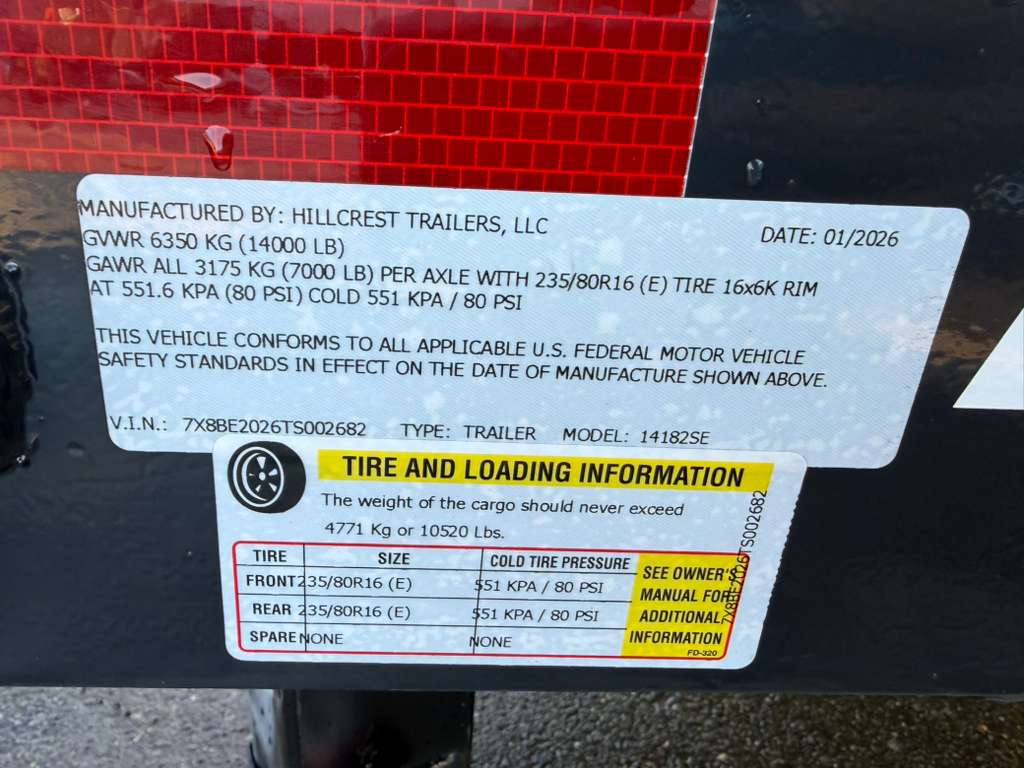 MANUFACTURED BY: HILLCREST TRAILERS, LLC DATE: 01/2026
GVWR 6350 KG (14000 LB)
GAWR ALL 3175 KG (7000 LB) PER AXLE WITH 235/80R16 (E) TIRE 16x6K RIM
AT 551.6 KPA (80 PSI) COLD 551 KPA / 80 PSI
THIS VEHICLE CONFORMS TO ALL APPLICABLE U.S. FEDERAL MOTOR VEHICLE
SAFETY STANDARDS IN EFFECT ON THE DATE OF MANUFACTURE SHOWN ABOVE.
V.I.N.: 7X8BE2026TS002682 TYPE: TRAILER MODEL: 14182SE
TIRE AND LOADING INFORMATION
The weight of the cargo should never exceed
4771 Kg or 10520 Lbs.
TIRE SIZE COLD TIRE PRESSURE
FRONT 235/80R16 (E) 551 KPA / 80 PSI
REAR 235/80R16 (E) 551 KPA / 80 PSI
SPARE NONE NONE
SEE OWNER'S
MANUAL FOR
ADDITIONAL
INFORMATION
FD-320
7X8BE2026TS002682